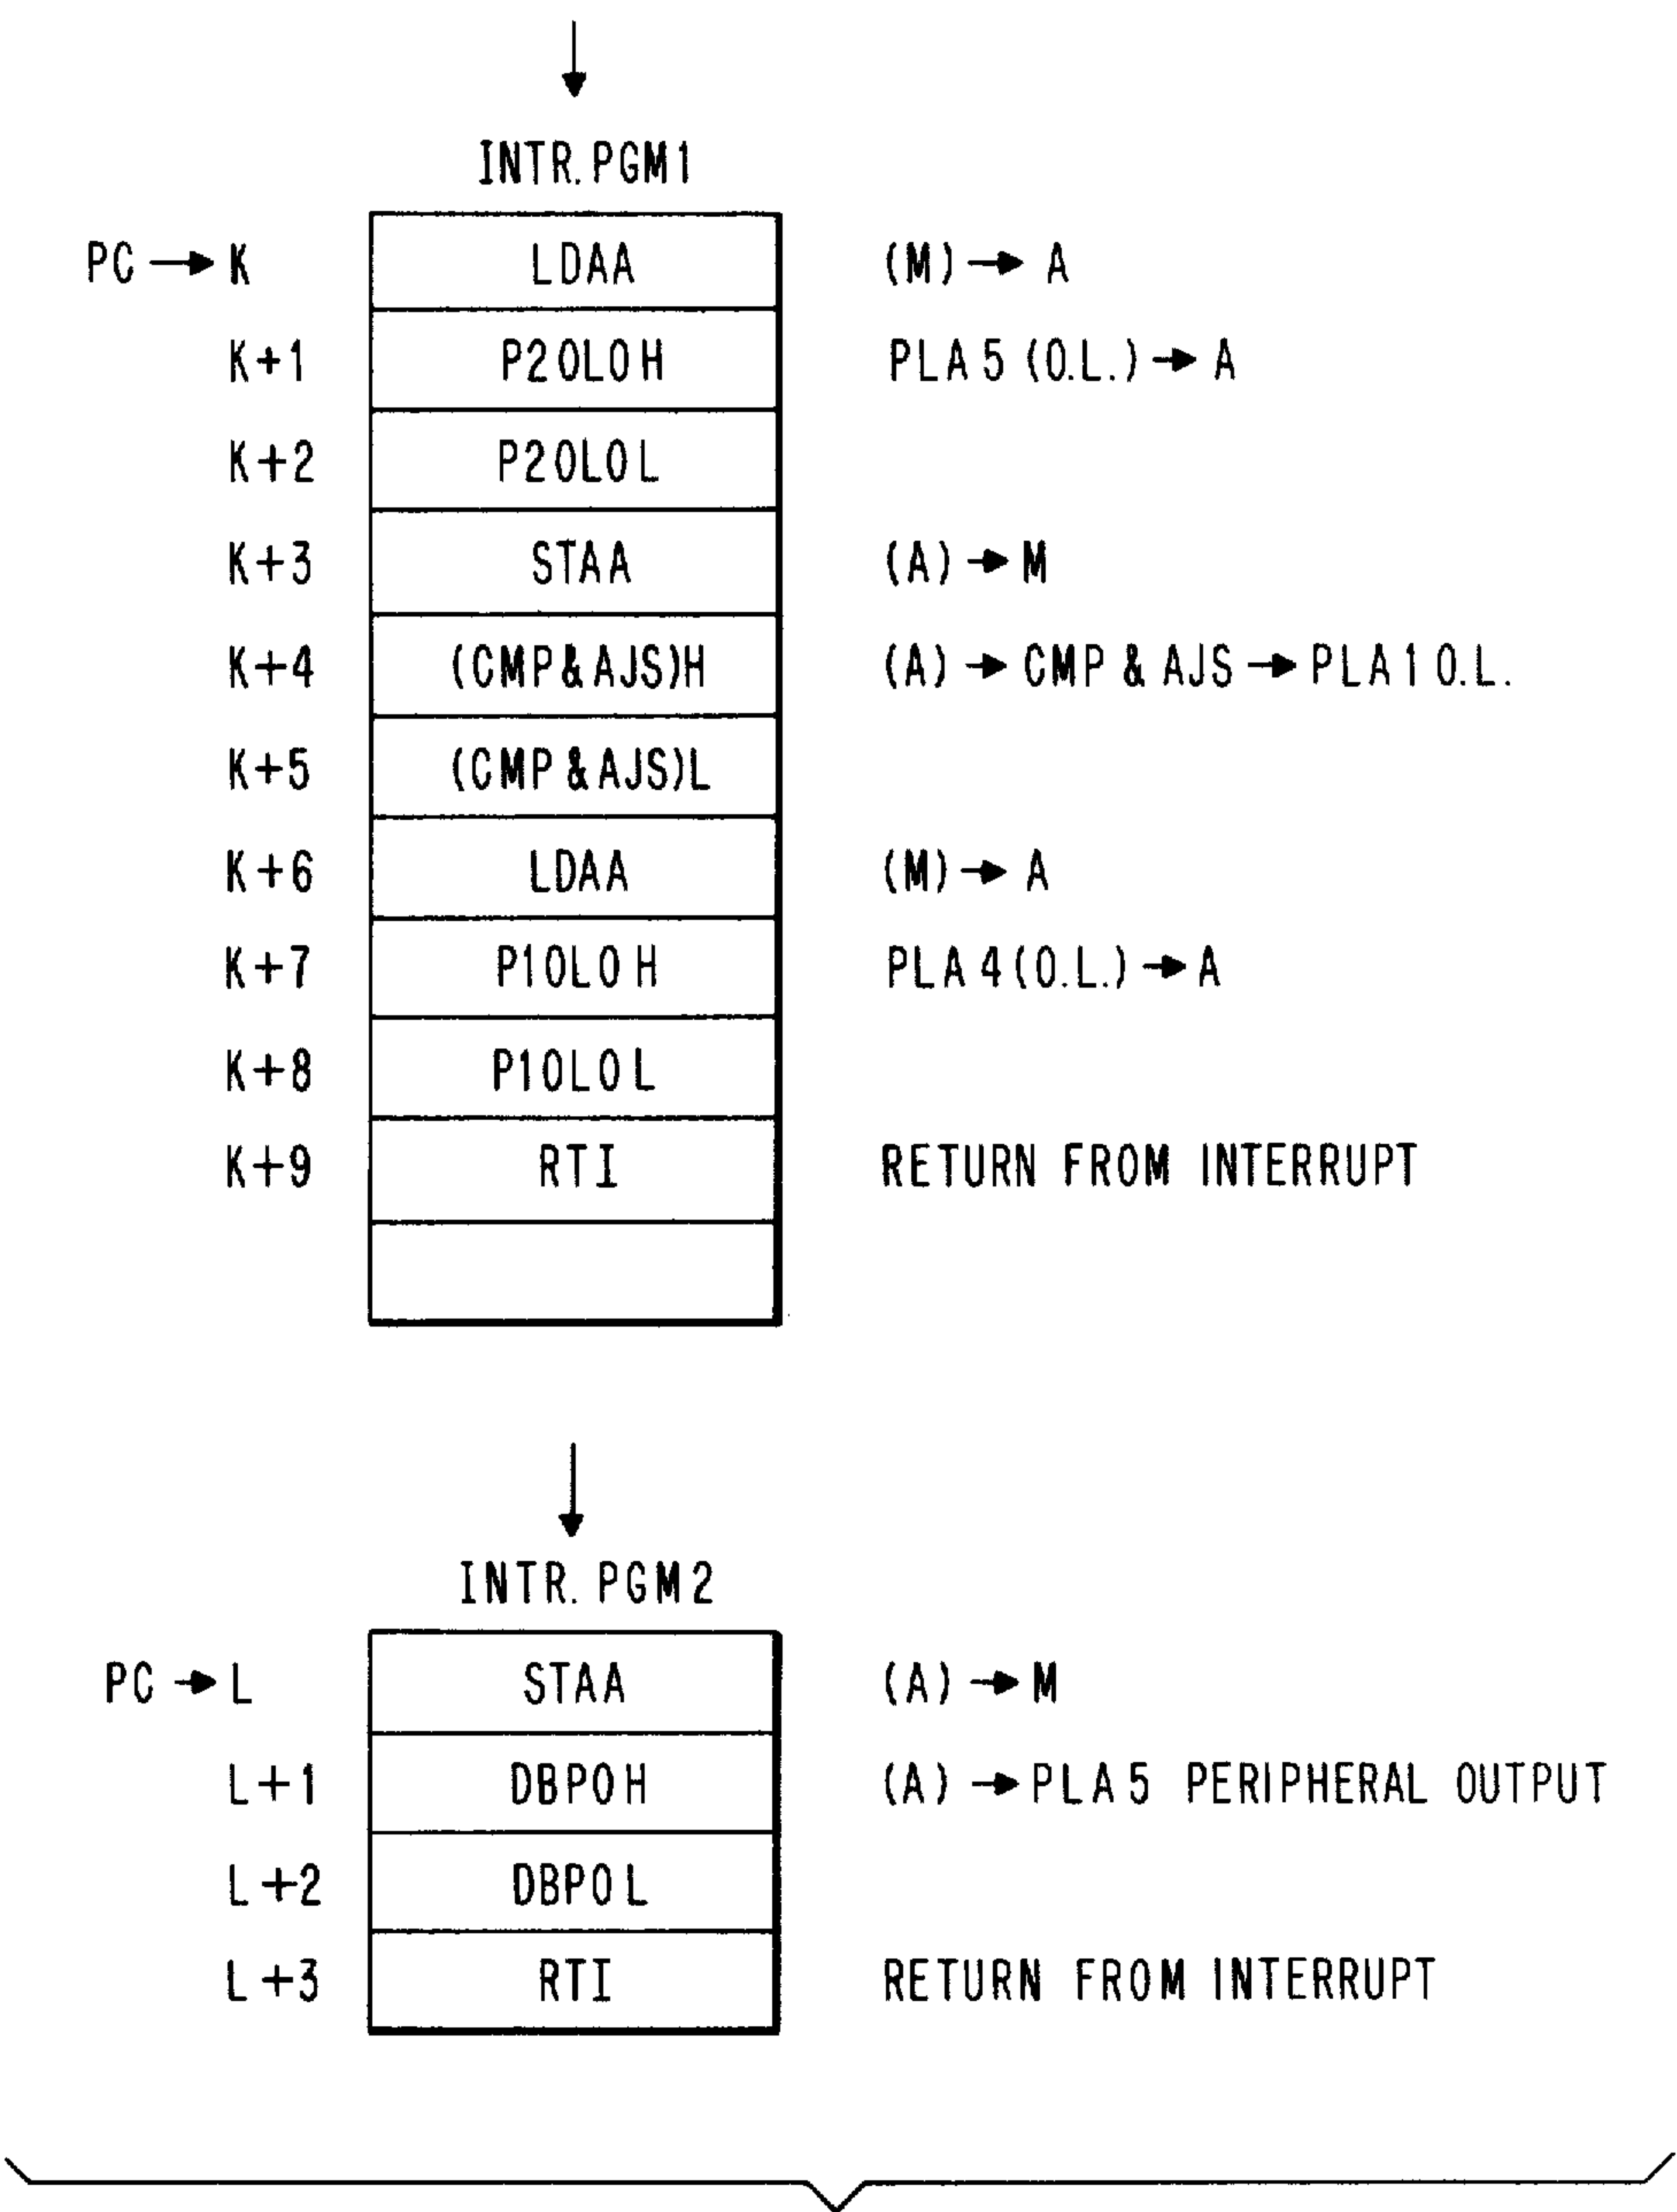 INTR. PGM1
PC → K LDAA (M) → A
K+1 P2OLOH PLA5 (O.L.) → A
K+2 P2OLOL
K+3 STAA (A) → M
K+4 (CMP&AJS)H (A) → CMP & AJS → PLA1 O.L.
K+5 (CMP&AJS)L
K+6 LDAA (M) → A
K+7 P1OLOH PLA4 (O.L.) → A
K+8 P1OLOL
K+9 RTI RETURN FROM INTERRUPT
INTR. PGM2
PC → L STAA (A) → M
L+1 DBPOH (A) → PLA5 PERIPHERAL OUTPUT
L+2 DBPOL
L+3 RTI RETURN FROM INTERRUPT